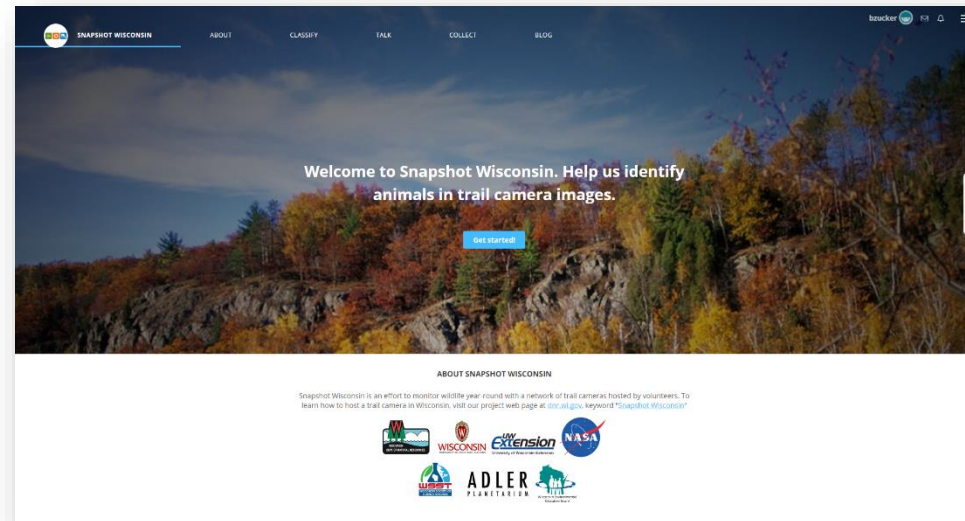 bzucker
SNAPSHOT WISCONSIN ABOUT CLASSIFY TALK COLLECT BLOG
Welcome to Snapshot Wisconsin. Help us identify
animals in trail camera images.
Get started!
ABOUT SNAPSHOT WISCONSIN
Snapshot Wisconsin is an effort to monitor wildlife year round with a network of trail cameras hosted by volunteers. To
learn how to host a trail camera in Wisconsin, visit our project web page at dnr.wi.gov, keyword "Snapshot Wisconsin"
W WISCONSIN UW Extension NASA
WSST ADLER
PLANETARIUM